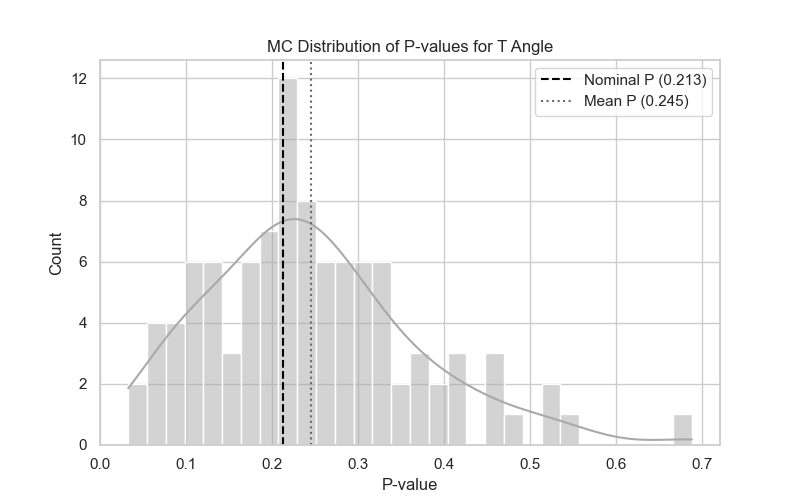 MC Distribution of P-values for T Angle
Nominal P (0.213)
Mean P (0.245)
Count
12
10
8
6
4
2
0
0.0 0.1 0.2 0.3 0.4 0.5 0.6 0.7
P-value